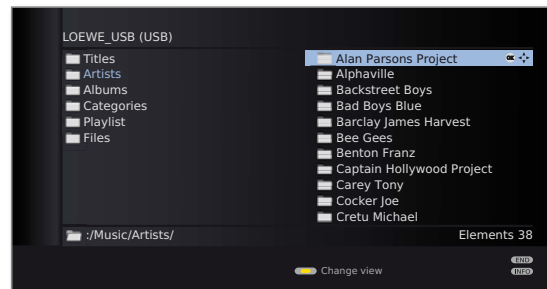 LOEWE_USB (USB)
Titles
Artists
Albums
Categories
Playlist
Files
Alan Parsons Project OK
Alphaville
Backstreet Boys
Bad Boys Blue
Barclay James Harvest
Bee Gees
Benton Franz
Captain Hollywood Project
Carey Tony
Cocker Joe
Cretu Michael
:/Music/Artists/
Elements 38
Change view
END
INFO